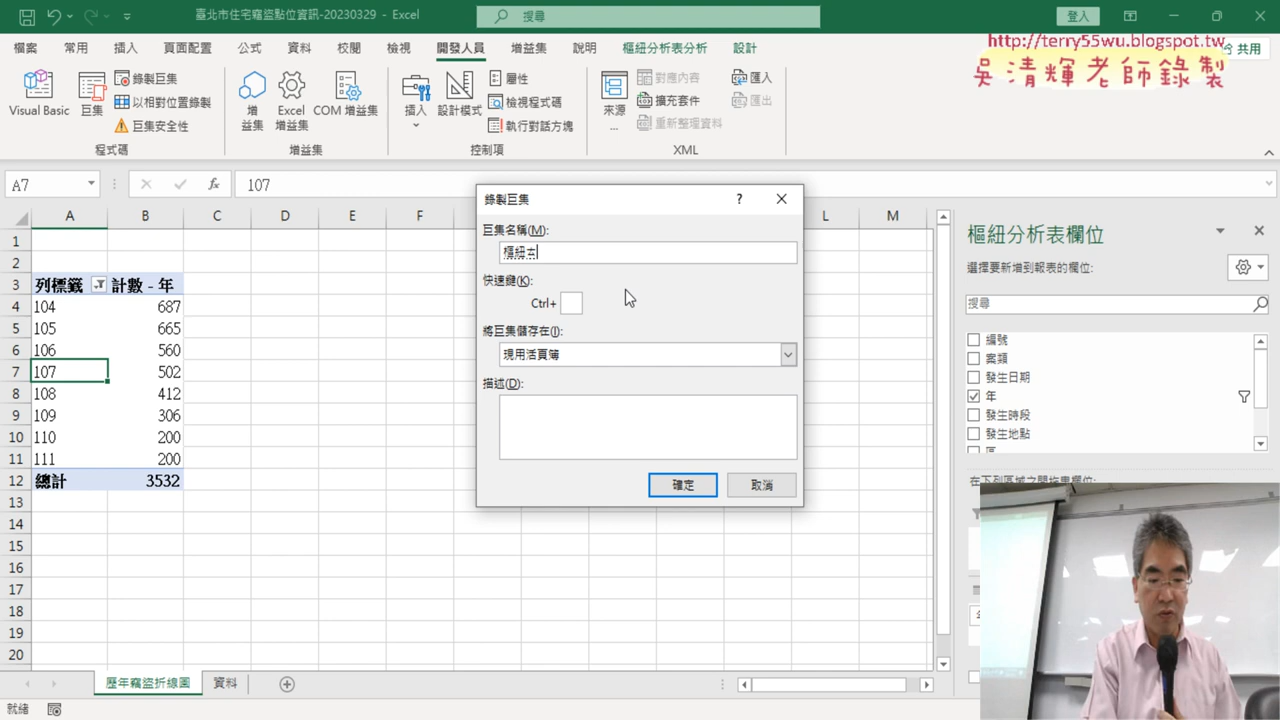 臺北市住宅竊盜點位資訊-20230329 - Excel
搜尋
登入
檔案 常用 插入 頁面配置 公式 資料 校閱 檢視 開發人員 增益集 說明 樞紐分析表分析 設計
共用
http://terry55wu.blogspot.tw
吳清輝老師錄製
Visual Basic
巨集
錄製巨集
以相對位置錄製
巨集安全性
程式碼
增益集
Excel 增益集
COM 增益集
增益集
插入
設計模式
屬性
檢視程式碼
執行對話方塊
控制項
來源
...
對應內容
擴充套件
重新整理資料
匯入
匯出
XML
A7
fx
107
A B C D E F L M
1
2
3 列標籤 計數 - 年
4 104 687
5 105 665
6 106 560
7 107 502
8 108 412
9 109 306
10 110 200
11 111 200
12 總計 3532
13
14
15
16
17
18
19
20
錄製巨集
?
巨集名稱(M):
快速鍵(K):
Ctrl+
將巨集儲存在(I):
現用活頁簿
描述(D):
確定
取消
樞紐分析表欄位
選擇要新增到報表的欄位:
搜尋
編號
案類
發生日期
年
發生時段
發生地點
在下列區域之間拖曳欄位:
歷年竊盜折線圖
資料
就緒